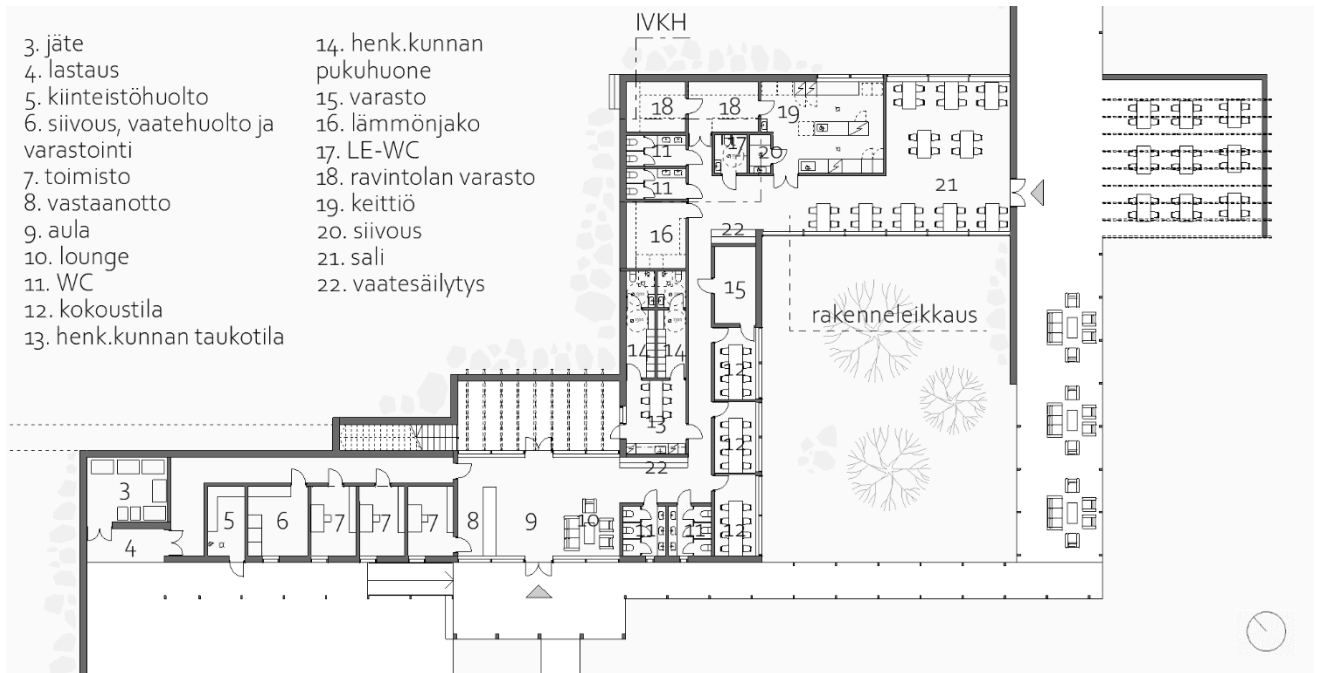 IVKH
3. jäte
4. lastaus
5. kiinteistöhuolto
6. siivous, vaatehuolto ja
varastointi
7. toimisto
8. vastaanotto
9. aula
10. lounge
11. WC
12. kokoustila
13. henk.kunnan taukotila
14. henk.kunnan
pukuhuone
15. varasto
16. lämmönjako
17. LE-WC
18. ravintolan varasto
19. keittiö
20. siivous
21. sali
22. vaatesäilytys
18
18
19
11
17
20
11
21
16
22
15
rakenneleikkaus
14
14
12
13
12
22
3
5
6
7
7
7
8
9
10
11
11
12
4